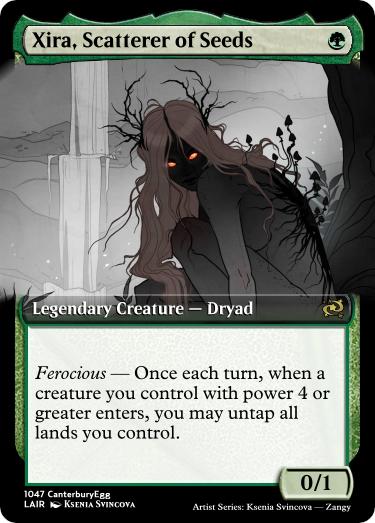 Xira, Scatterer of Seeds
Legendary Creature — Dryad
Ferocious — Once each turn, when a
creature you control with power 4 or
greater enters, you may untap all
lands you control.
0/1
1047 CanterburyEgg
LAIR Ksenia Svincova
Artist Series: Ksenia Svincova — Zangy